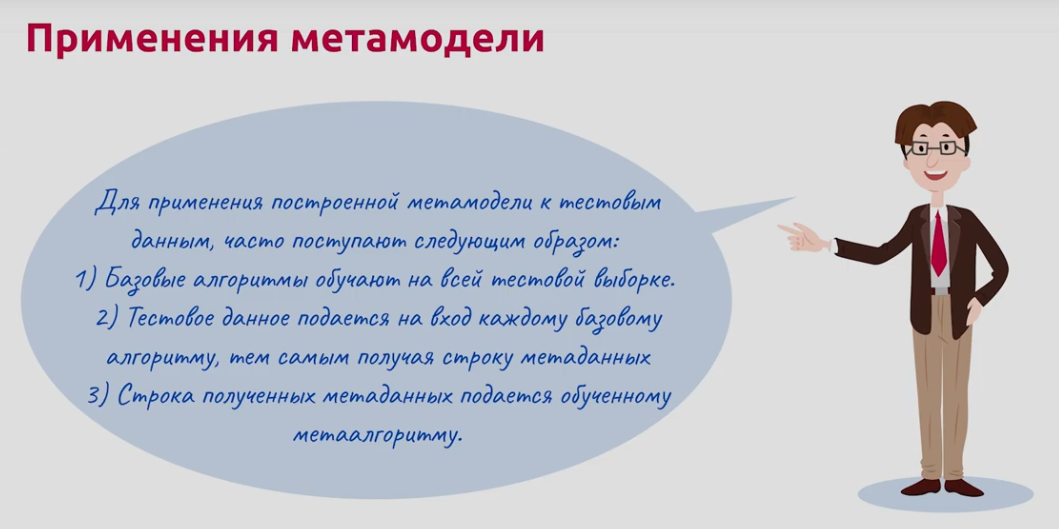 Применения метамодели
Для применения построенной метамодели к тестовым
данным, часто поступают следующим образом:
1) Базовые алгоритмы обучают на всей тестовой выборке.
2) Тестовое данное подается на вход каждому базовому
алгоритму, тем самым получая строку метаданных
3) Строка полученных метаданных подается обученному
метаалгоритму.